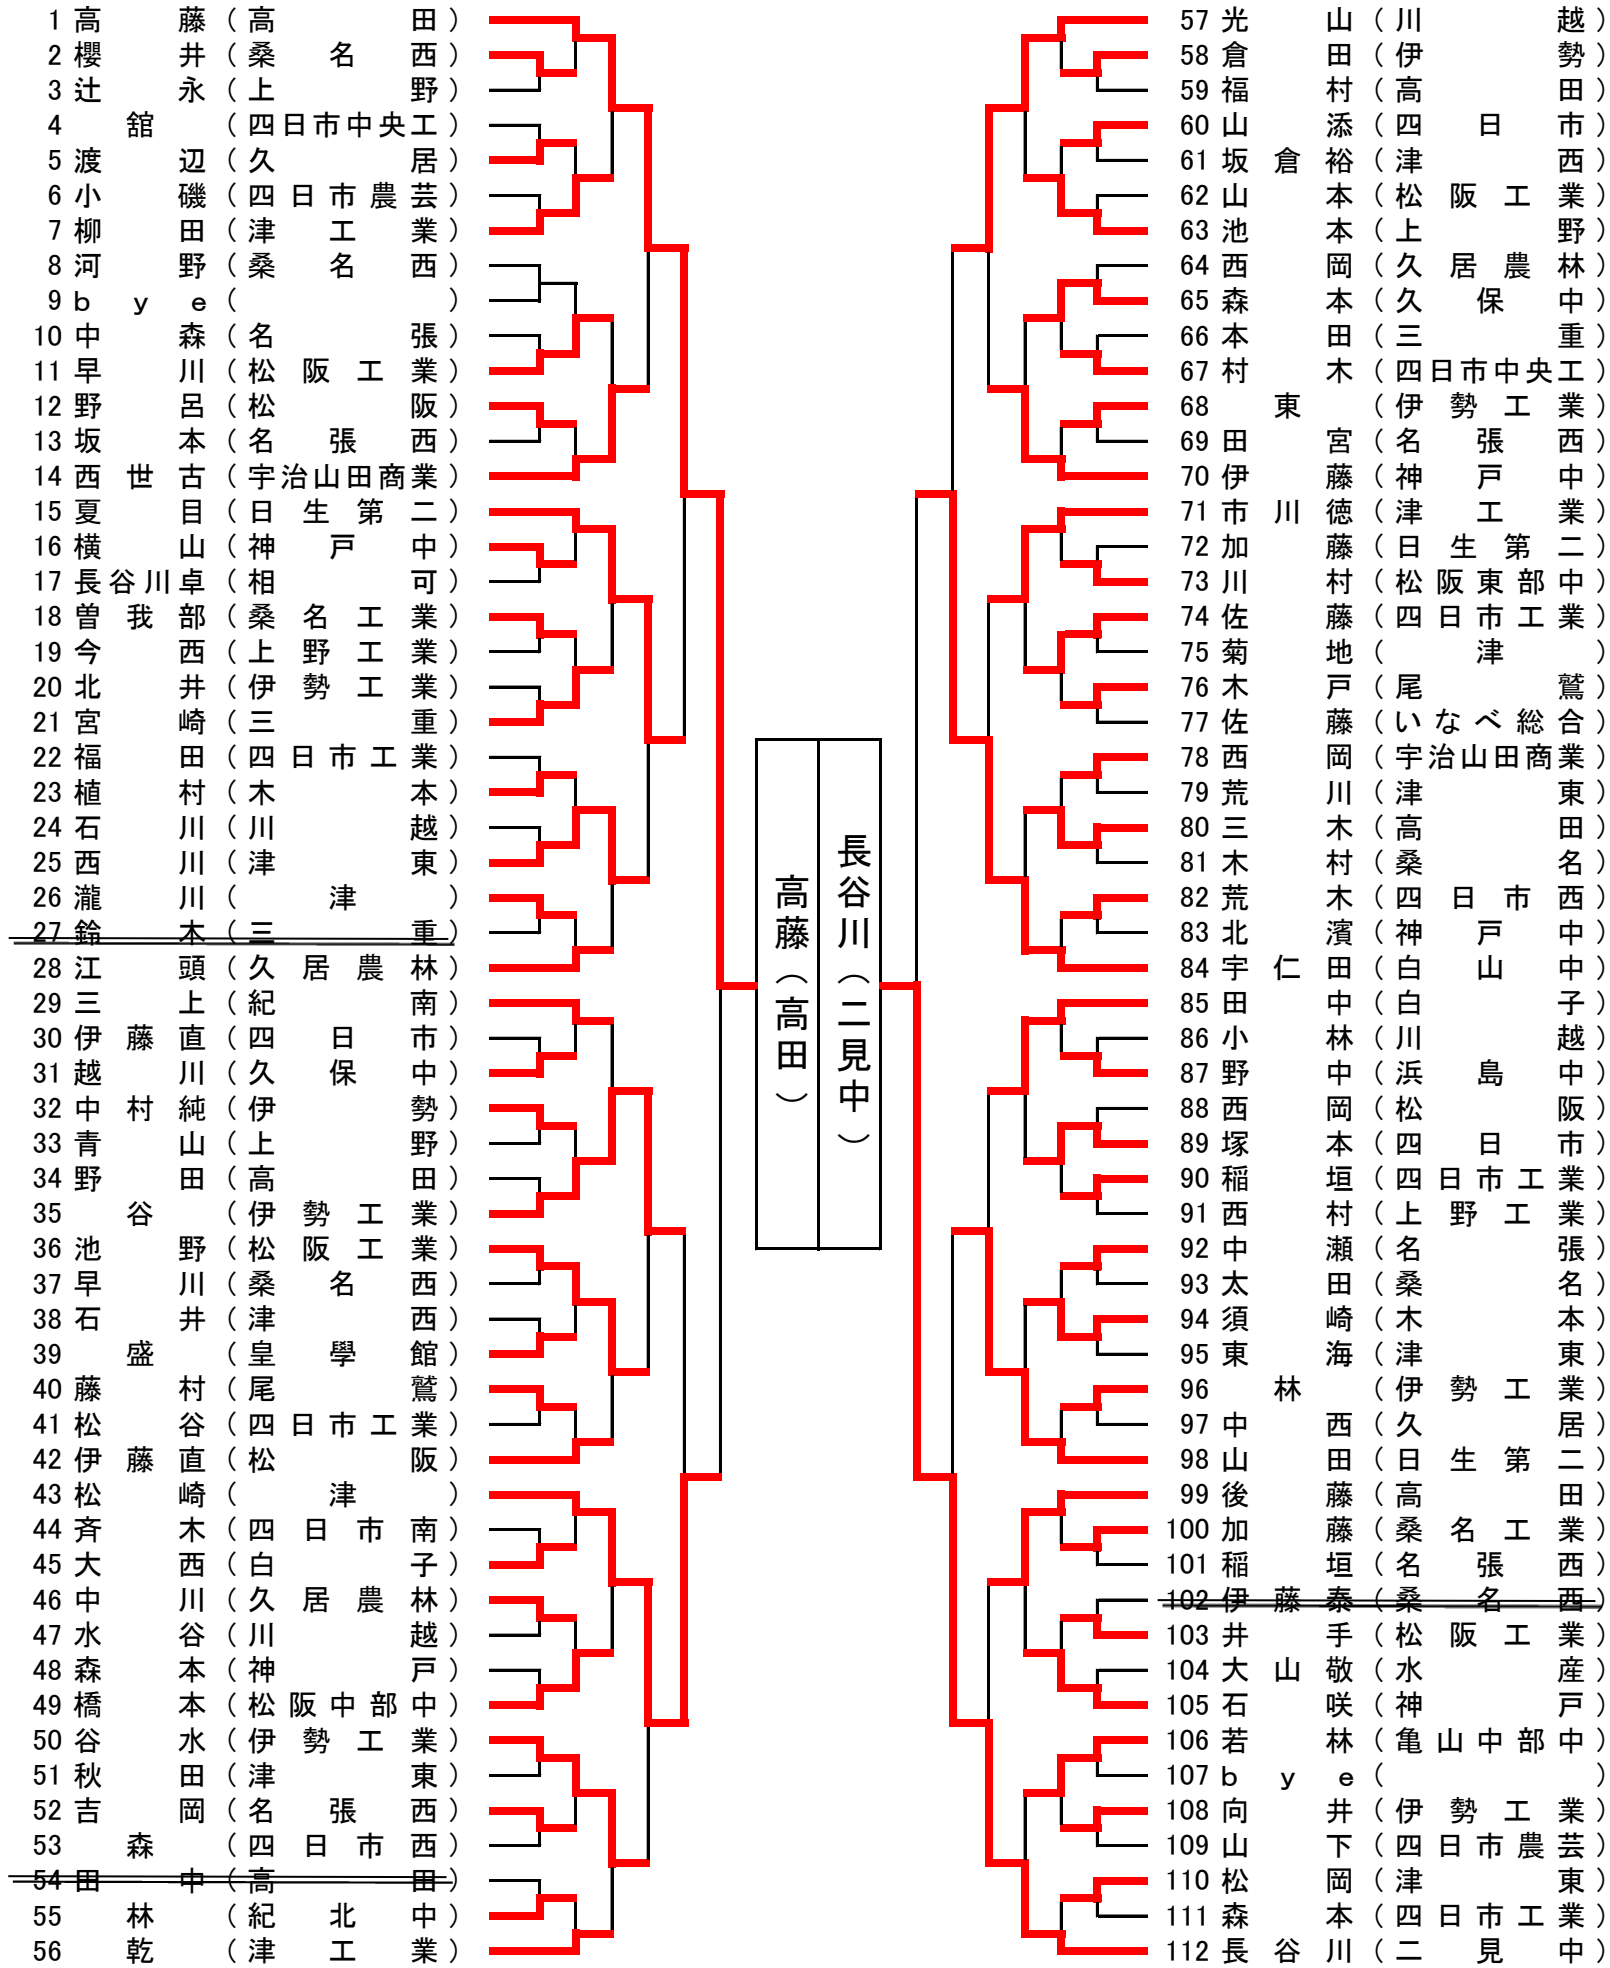 1 高藤（高田）
2 櫻井（桑名西）
3 辻永（上野）
4 舘（四日市中央工）
5 渡辺（久居）
6 小磯（四日市農芸）
7 柳田（津工業）
8 河野（桑名西）
9 ｂｙｅ（ ）
10 中森（名張）
11 早川（松阪工業）
12 野呂（松阪）
13 坂本（名張西）
14 西世古（宇治山田商業）
15 夏目（日生第二）
16 横山（神戸中）
17 長谷川卓（相可）
18 曽我部（桑名工業）
19 今西（上野工業）
20 北井（伊勢工業）
21 宮崎（三重）
22 福田（四日市工業）
23 植村（木本）
24 石川（川越）
25 西川（津東）
26 瀧川（津）
27 鈴木（三重）
28 江頭（久居農林）
29 三上（紀南）
30 伊藤直（四日市）
31 越川（久保中）
32 中村純（伊勢）
33 青山（上野）
34 野田（高田）
35 谷（伊勢工業）
36 池野（松阪工業）
37 早川（桑名西）
38 石井（津西）
39 盛（皇學館）
40 藤村（尾鷲）
41 松谷（四日市工業）
42 伊藤直（松阪）
43 松崎（津）
44 斉木（四日市南）
45 大西（白子）
46 中川（久居農林）
47 水谷（川越）
48 森本（神戸）
49 橋本（松阪中部中）
50 谷水（伊勢工業）
51 秋田（津東）
52 吉岡（名張西）
53 森（四日市西）
54 田中（高田）
55 林（紀北中）
56 乾（津工業）
高藤（高田）
長谷川（二見中）
57 光山（川越）
58 倉田（伊勢）
59 福村（高田）
60 山添（四日市）
61 坂倉裕（津西）
62 山本（松阪工業）
63 池本（上野）
64 西岡（久居農林）
65 森本（久保中）
66 本田（三重）
67 村木（四日市中央工）
68 東（伊勢工業）
69 田宮（名張西）
70 伊藤（神戸中）
71 市川徳（津工業）
72 加藤（日生第二）
73 川村（松阪東部中）
74 佐藤（四日市工業）
75 菊地（津）
76 木戸（尾鷲）
77 佐藤（いなべ総合）
78 西岡（宇治山田商業）
79 荒川（津東）
80 三木（高田）
81 木村（桑名）
82 荒木（四日市西）
83 北濱（神戸中）
84 宇仁田（白山中）
85 田中（白子）
86 小林（川越）
87 野中（浜島中）
88 西岡（松阪）
89 塚本（四日市）
90 稲垣（四日市工業）
91 西村（上野工業）
92 中瀬（名張）
93 太田（桑名）
94 須崎（木本）
95 東海（津東）
96 林（伊勢工業）
97 中西（久居）
98 山田（日生第二）
99 後藤（高田）
100 加藤（桑名工業）
101 稲垣（名張西）
102 伊藤泰（桑名西）
103 井手（松阪工業）
104 大山敬（水産）
105 石咲（神戸）
106 若林（亀山中部中）
107 ｂｙｅ（ ）
108 向井（伊勢工業）
109 山下（四日市農芸）
110 松岡（津東）
111 森本（四日市工業）
112 長谷川（二見中）